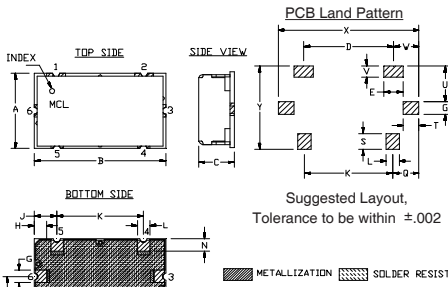 PCB Land Pattern
TOP SIDE
SIDE VIEW
INDEX
1
2
MCL
6
3
5
4
A
B
C
X
D
W
V
E
Y
U
G
T
S
L
K
Q
Suggested Layout,
Tolerance to be within ±.002
BOTTOM SIDE
J
K
H
5
4
L
N
G
6
3
METALLIZATION
SOLDER RESIST